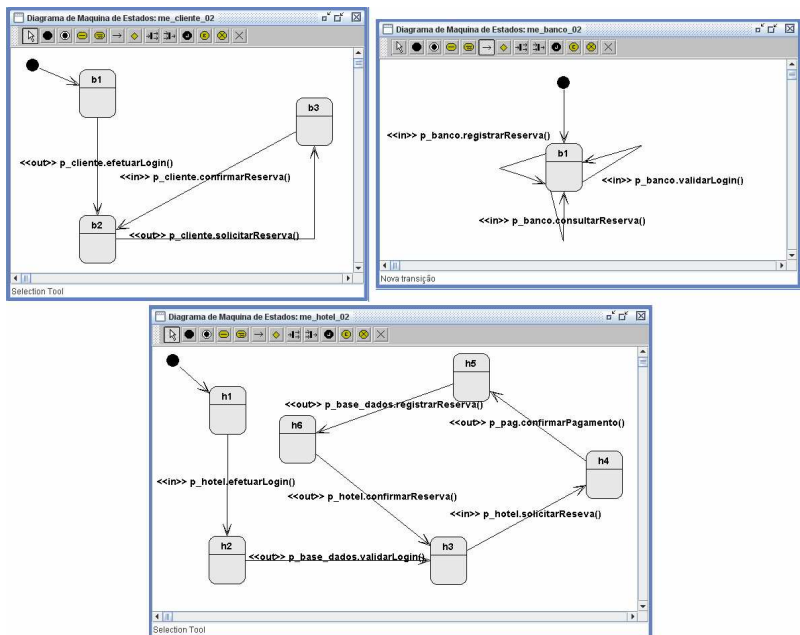 Diagrama de Maquina de Estados: me_cliente_02
b1
b3
<<out>> p_cliente.efetuarLogin()
<<in>> p_cliente.confirmarReserva()
b2
<<out>> p_cliente.solicitarReserva()
Selection Tool
Diagrama de Maquina de Estados: me_banco_02
<<in>> p_banco.registrarReserva()
b1
<<in>> p_banco.validarLogin()
<<in>> p_banco.consultarReserva()
Nova transição
Diagrama de Maquina de Estados: me_hotel_02
h5
h1
<<out>> p_base_dados.registrarReserva()
h6
<<out>> p_pag.confirmarPagamento()
h4
<<in>> p_hotel.efetuarLogin()
<<out>> p_hotel.confirmarReserva()
<<in>> p_hotel.solicitarReseva()
h2
<<out>> p_base_dados.validarLogin()
h3
Selection Tool